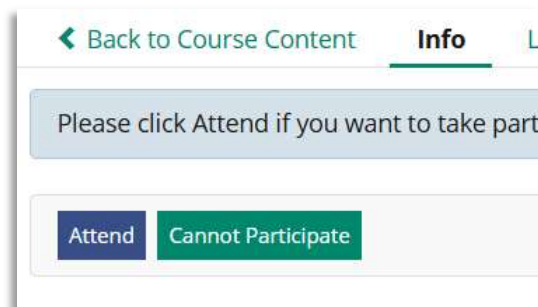 Back to Course Content Info L
Please click Attend if you want to take part
Attend Cannot Participate